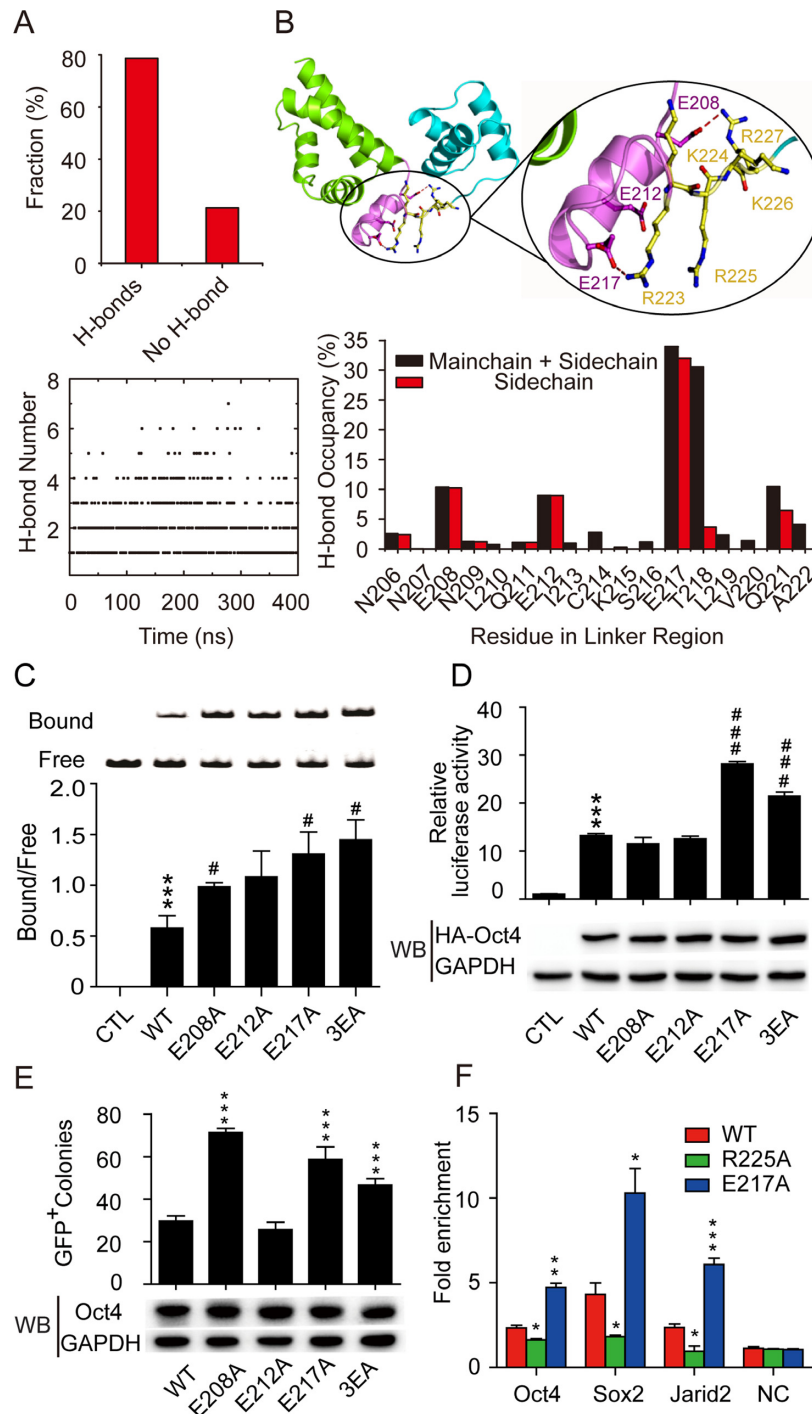 A
80
60
40
20
0
Fraction (%)
H-bonds
No H-bond
B
E208
R227
K224
E212
K226
E217
R223
R225
8
6
4
2
H-bond Number
0 100 200 300 400
Time (ns)
35
30
25
20
15
10
5
0
H-bond Occupancy (%)
Mainchain + Sidechain
Sidechain
N206
N207
E208
N209
L210
Q211
E212
I213
C214
K215
S216
E217
T218
L219
V220
Q221
A222
Residue in Linker Region
C
Bound
Free
2.0
1.5
1.0
0.5
0
Bound/Free
***
#
#
#
CTL
WT
E208A
E212A
E217A
3EA
D
40
30
20
10
0
Relative
luciferase activity
***
###
###
WB
HA-Oct4
GAPDH
CTL
WT
E208A
E212A
E217A
3EA
E
80
60
40
20
0
GFP+Colonies
***
***
***
WB
Oct4
GAPDH
WT
E208A
E212A
E217A
3EA
F
15
10
5
0
Fold enrichment
WT
R225A
E217A
*
**
*
*
*
***
Oct4 Sox2 Jarid2 NC